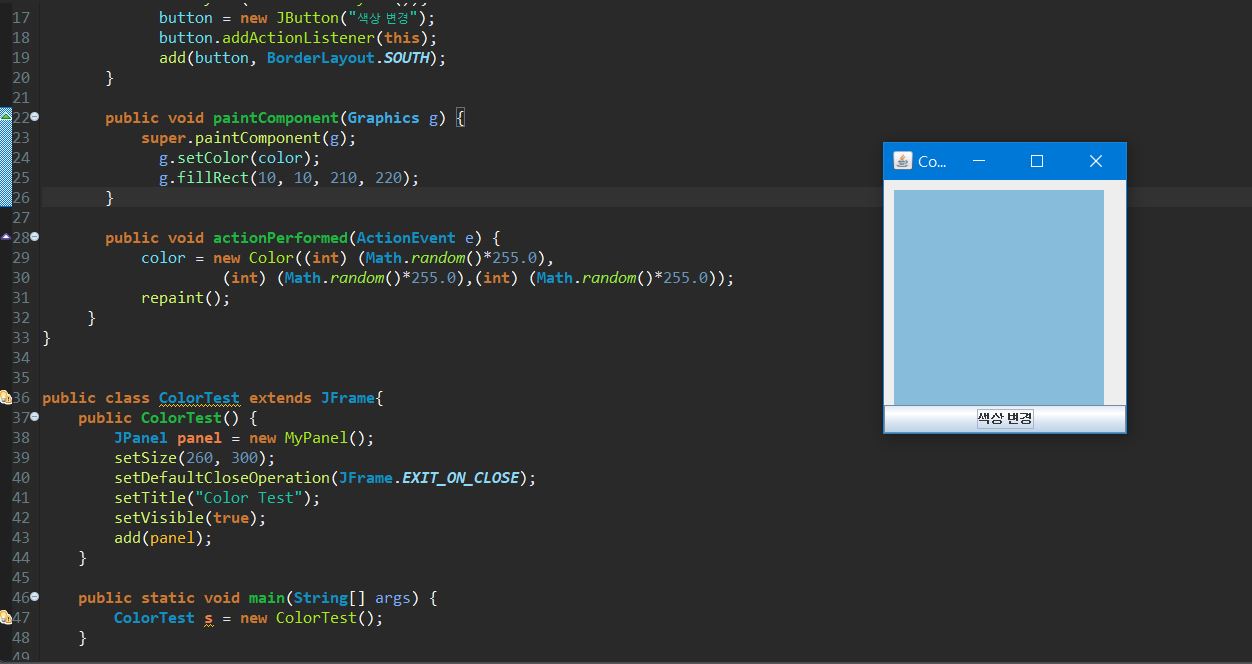 17 button = new JButton("색상 변경");
18 button.addActionListener(this);
19 add(button, BorderLayout.SOUTH);
20 }
21
22 public void paintComponent(Graphics g) {
23 super.paintComponent(g);
24 g.setColor(color);
25 g.fillRect(10, 10, 210, 220);
26 }
27
28 public void actionPerformed(ActionEvent e) {
29 color = new Color((int) (Math.random()*255.0),
30 (int) (Math.random()*255.0),(int) (Math.random()*255.0));
31 repaint();
32 }
33 }
34
35
36 public class ColorTest extends JFrame{
37 public ColorTest() {
38 JPanel panel = new MyPanel();
39 setSize(260, 300);
40 setDefaultCloseOperation(JFrame.EXIT_ON_CLOSE);
41 setTitle("Color Test");
42 setVisible(true);
43 add(panel);
44 }
45
46 public static void main(String[] args) {
47 ColorTest s = new ColorTest();
48 }
49
Co...
색상 변경